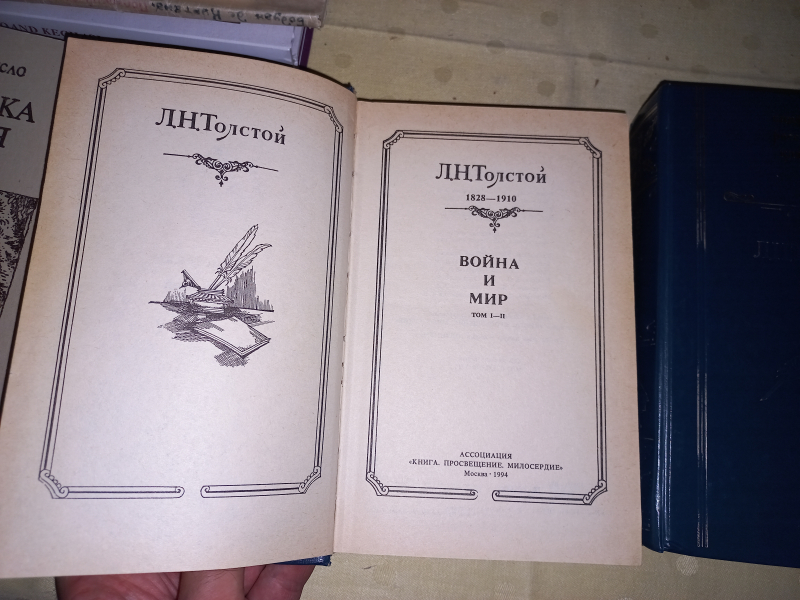 Л.Н.Толстой
Л.Н.Толстой
1828—1910
ВОЙНА
И
МИР
ТОМ I—II
АССОЦИАЦИЯ
«КНИГА. ПРОСВЕЩЕНИЕ. МИЛОСЕРДИЕ»
Москва · 1994